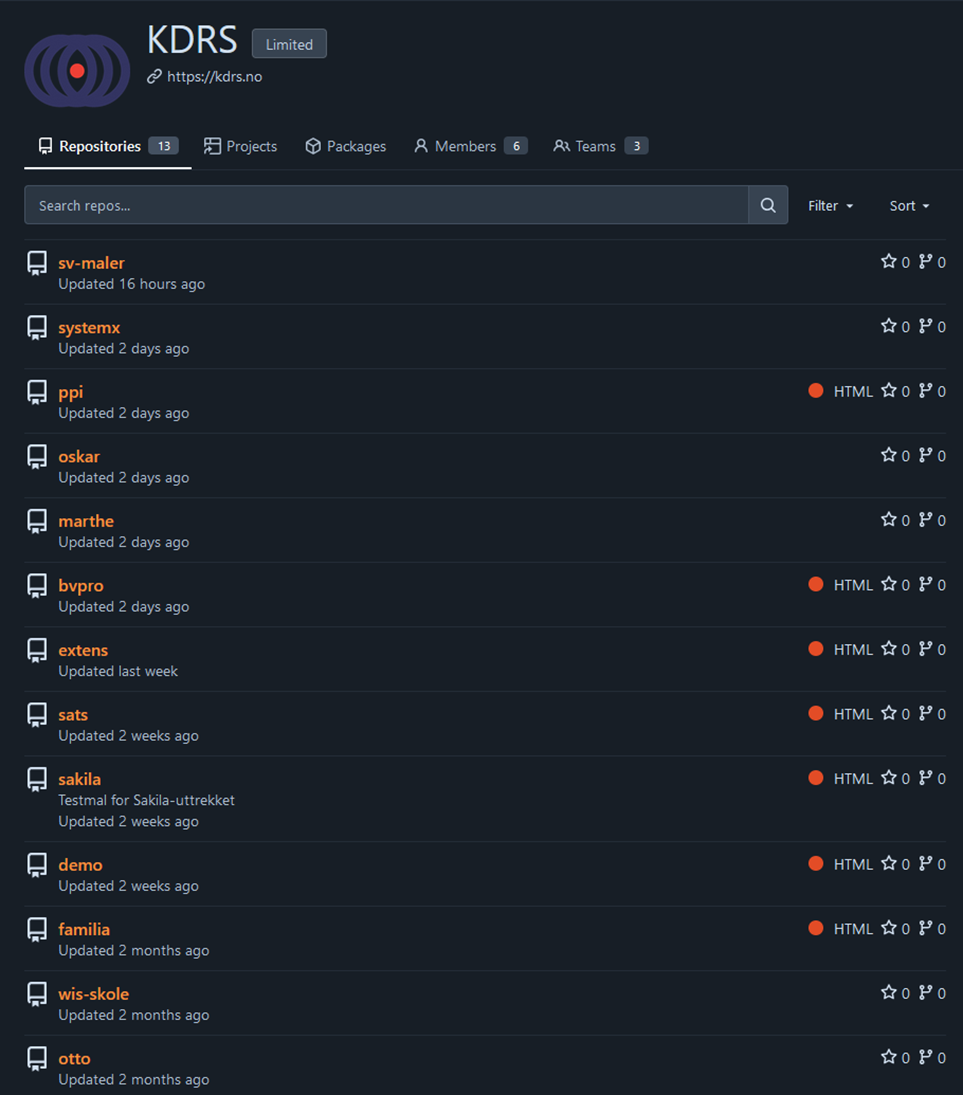 KDRS Limited
https://kdrs.no
Repositories 13 Projects Packages Members 6 Teams 3
Search repos... Filter Sort
sv-maler 0 0
Updated 16 hours ago
systemx 0 0
Updated 2 days ago
ppi HTML 0 0
Updated 2 days ago
oskar 0 0
Updated 2 days ago
marthe 0 0
Updated 2 days ago
bvpro HTML 0 0
Updated 2 days ago
extens HTML 0 0
Updated last week
sats HTML 0 0
Updated 2 weeks ago
sakila HTML 0 0
Testmal for Sakila-uttrekket
Updated 2 weeks ago
demo HTML 0 0
Updated 2 weeks ago
familia HTML 0 0
Updated 2 months ago
wis-skole 0 0
Updated 2 months ago
otto 0 0
Updated 2 months ago